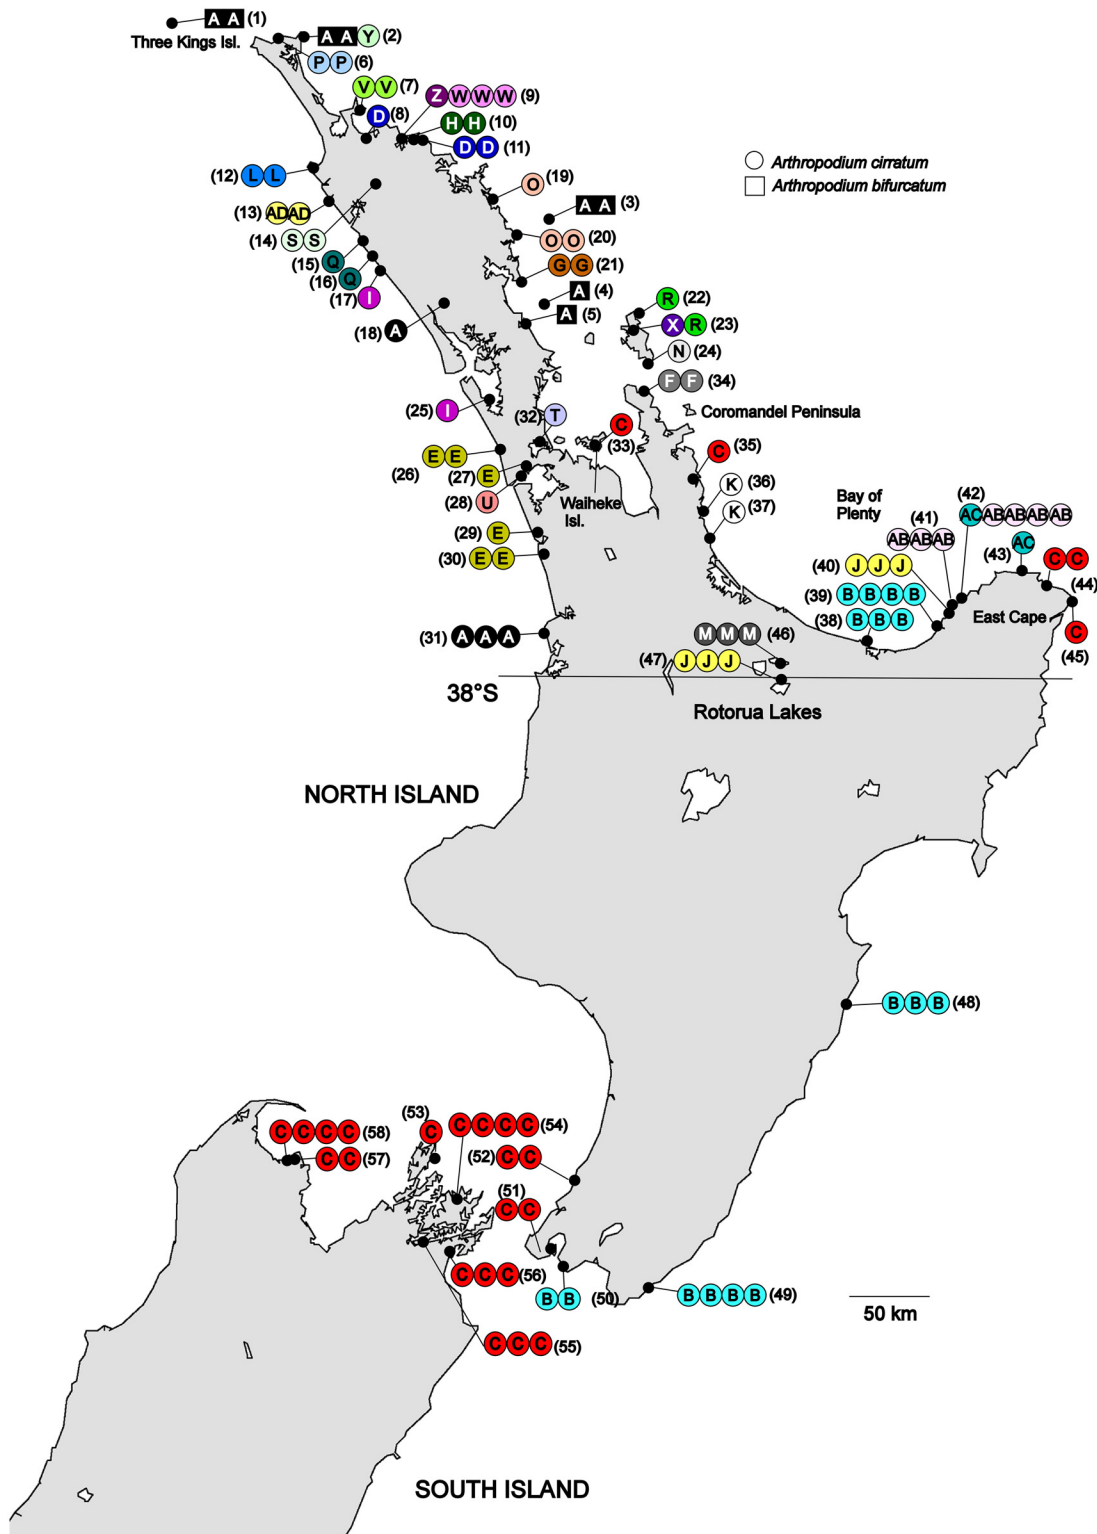 A A (1)
Three Kings Isl.
A A Y (2)
P P (6)
V V (7)
D (8)
Z W W W (9)
H H (10)
D D (11)
(12) L L
(13) AD AD
(14) S S
(15) Q
(16) Q
(17) I
(18) A
O (19)
A A (3)
O O (20)
G G (21)
A (4)
A (5)
Arthropodium cirratum
Arthropodium bifurcatum
R (22)
X R (23)
N (24)
F F (34)
Coromandel Peninsula
(25) I
(32) T
C
(33)
(26) E E
(27) E
(28) U
Waiheke
Isl.
(29) E
(30) E E
(31) A A A
C (35)
K (36)
K (37)
Bay of
Plenty
(42)
AC AB AB AB AB
(41)
AB AB AB
(43)
AC
(40) J J J
C C
(44)
(39) B B B B
(38) B B B
East Cape
C
(45)
M M M (46)
(47) J J J
38°S
Rotorua Lakes
NORTH ISLAND
B B B (48)
C C C C (58)
C C (57)
(53)
C
C C C C (54)
(52) C C
(51)
C C
C C C (56)
B B (50)
B B B B (49)
50 km
C C C (55)
SOUTH ISLAND